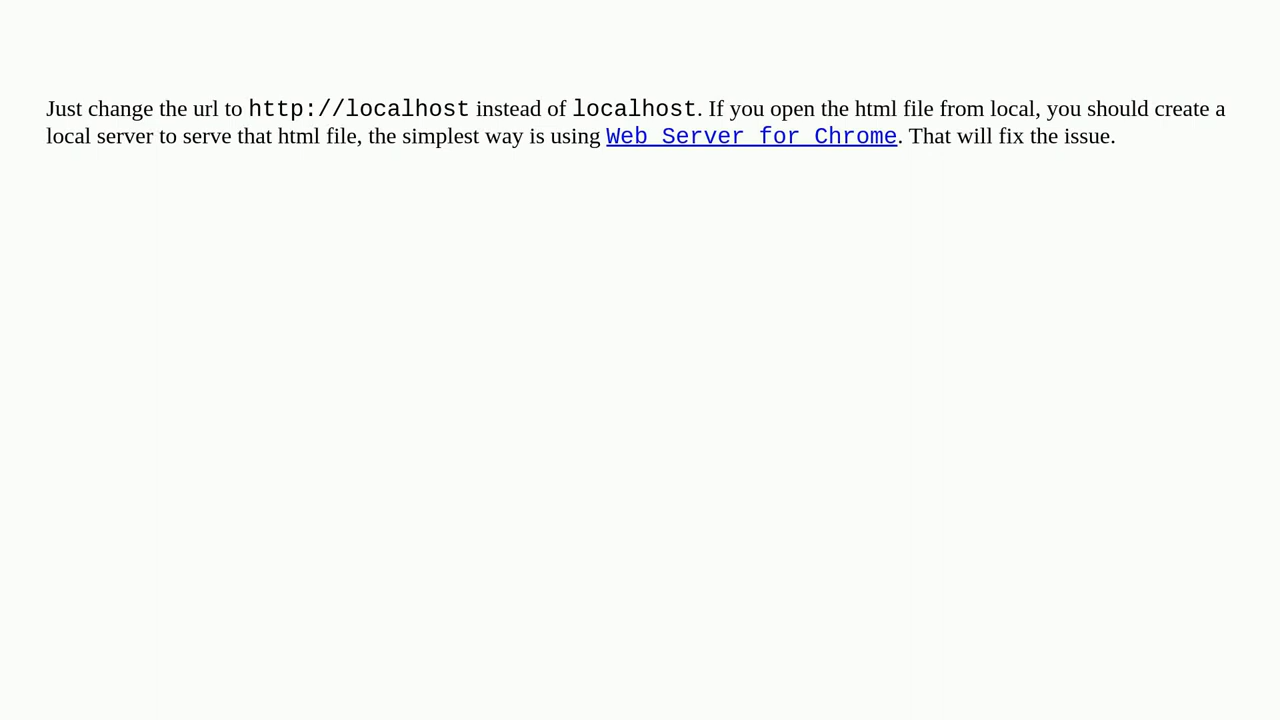 Just change the url to http://localhost instead of localhost. If you open the html file from local, you should create a
local server to serve that html file, the simplest way is using Web Server for Chrome. That will fix the issue.